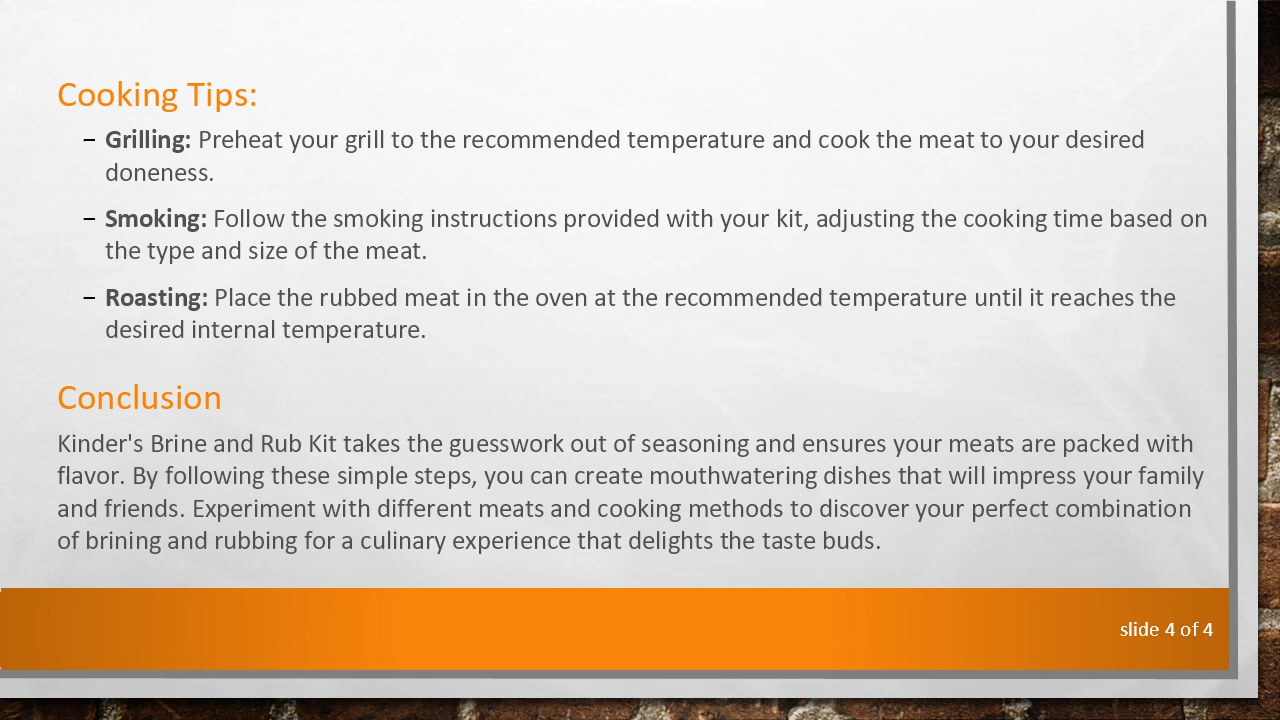 Cooking Tips:
– Grilling: Preheat your grill to the recommended temperature and cook the meat to your desired
doneness.
– Smoking: Follow the smoking instructions provided with your kit, adjusting the cooking time based on
the type and size of the meat.
– Roasting: Place the rubbed meat in the oven at the recommended temperature until it reaches the
desired internal temperature.
Conclusion
Kinder's Brine and Rub Kit takes the guesswork out of seasoning and ensures your meats are packed with
flavor. By following these simple steps, you can create mouthwatering dishes that will impress your family
and friends. Experiment with different meats and cooking methods to discover your perfect combination
of brining and rubbing for a culinary experience that delights the taste buds.
slide 4 of 4